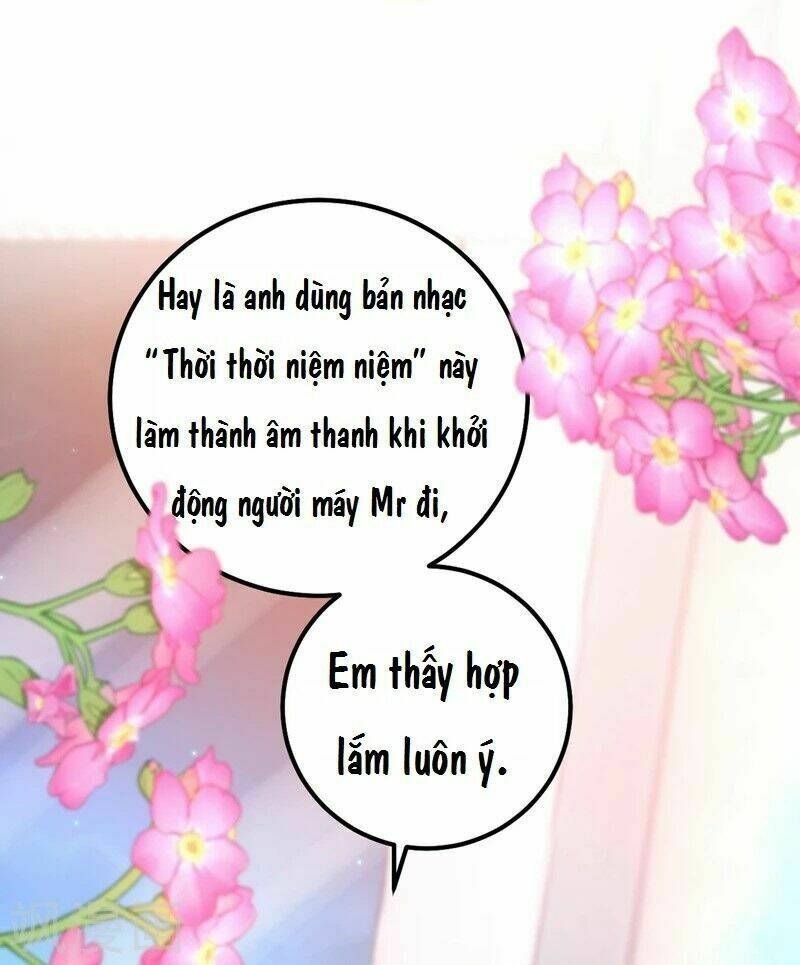 Hay là anh dùng bản nhạc
“Thời thời niệm niệm” này
làm thành âm thanh khi khởi
động người máy Mr đi,
Em thấy hợp
lắm luôn ý.